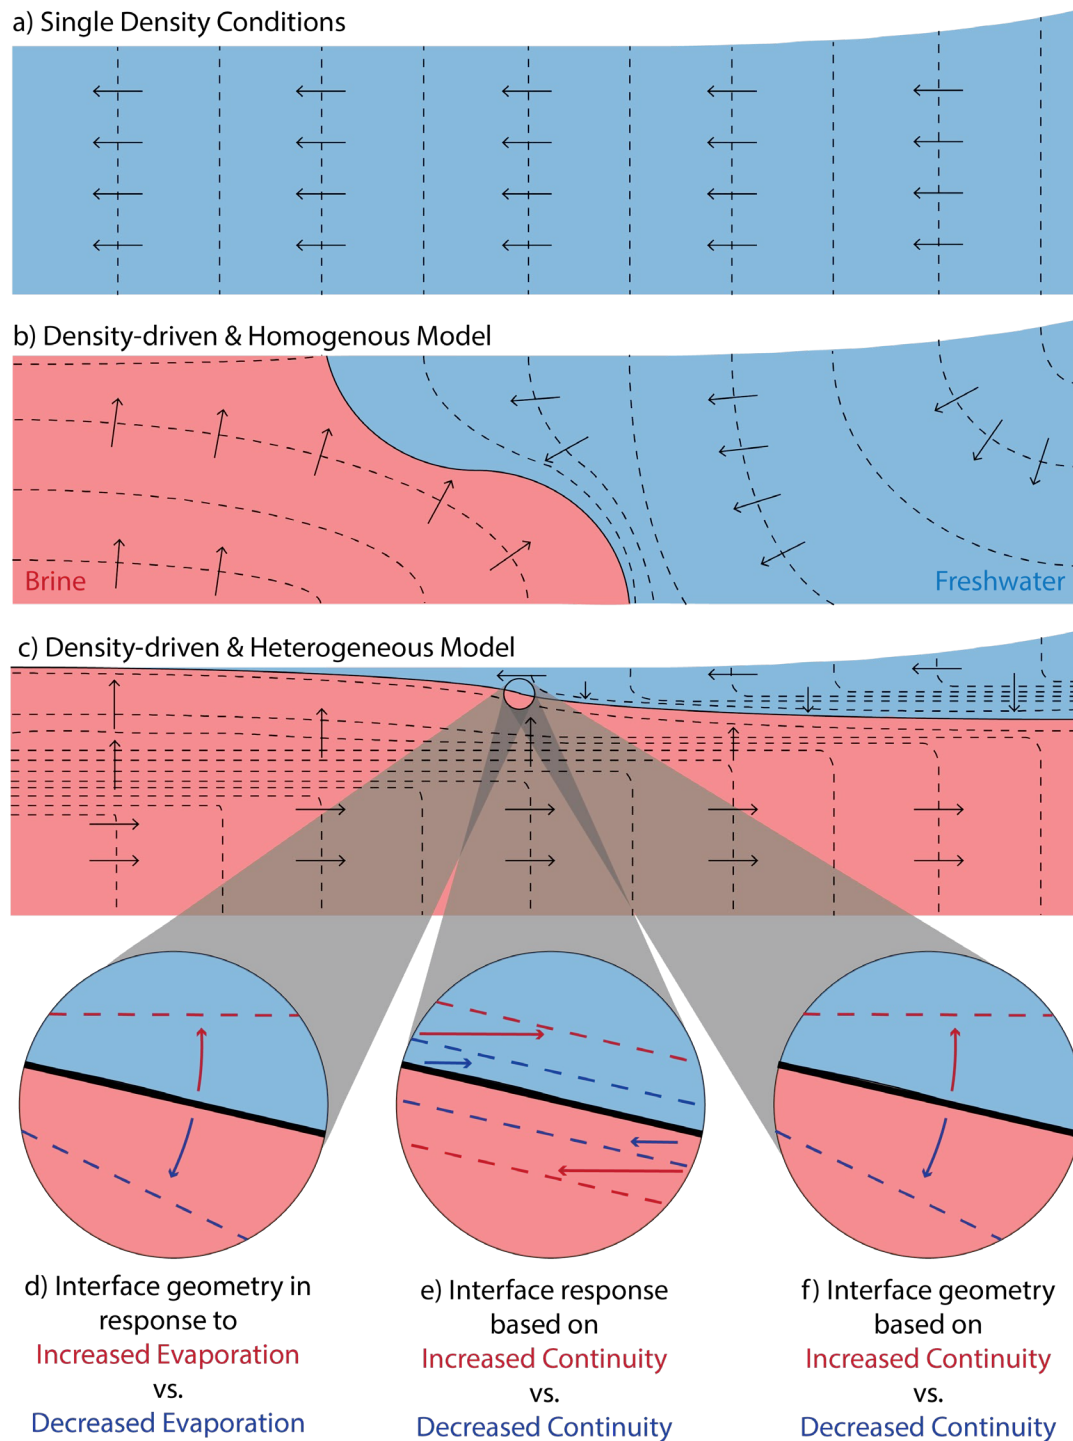 a) Single Density Conditions
b) Density-driven & Homogenous Model
Brine
Freshwater
c) Density-driven & Heterogeneous Model
d) Interface geometry in
response to
Increased Evaporation
vs.
Decreased Evaporation
e) Interface response
based on
Increased Continuity
vs.
Decreased Continuity
f) Interface geometry
based on
Increased Continuity
vs.
Decreased Continuity